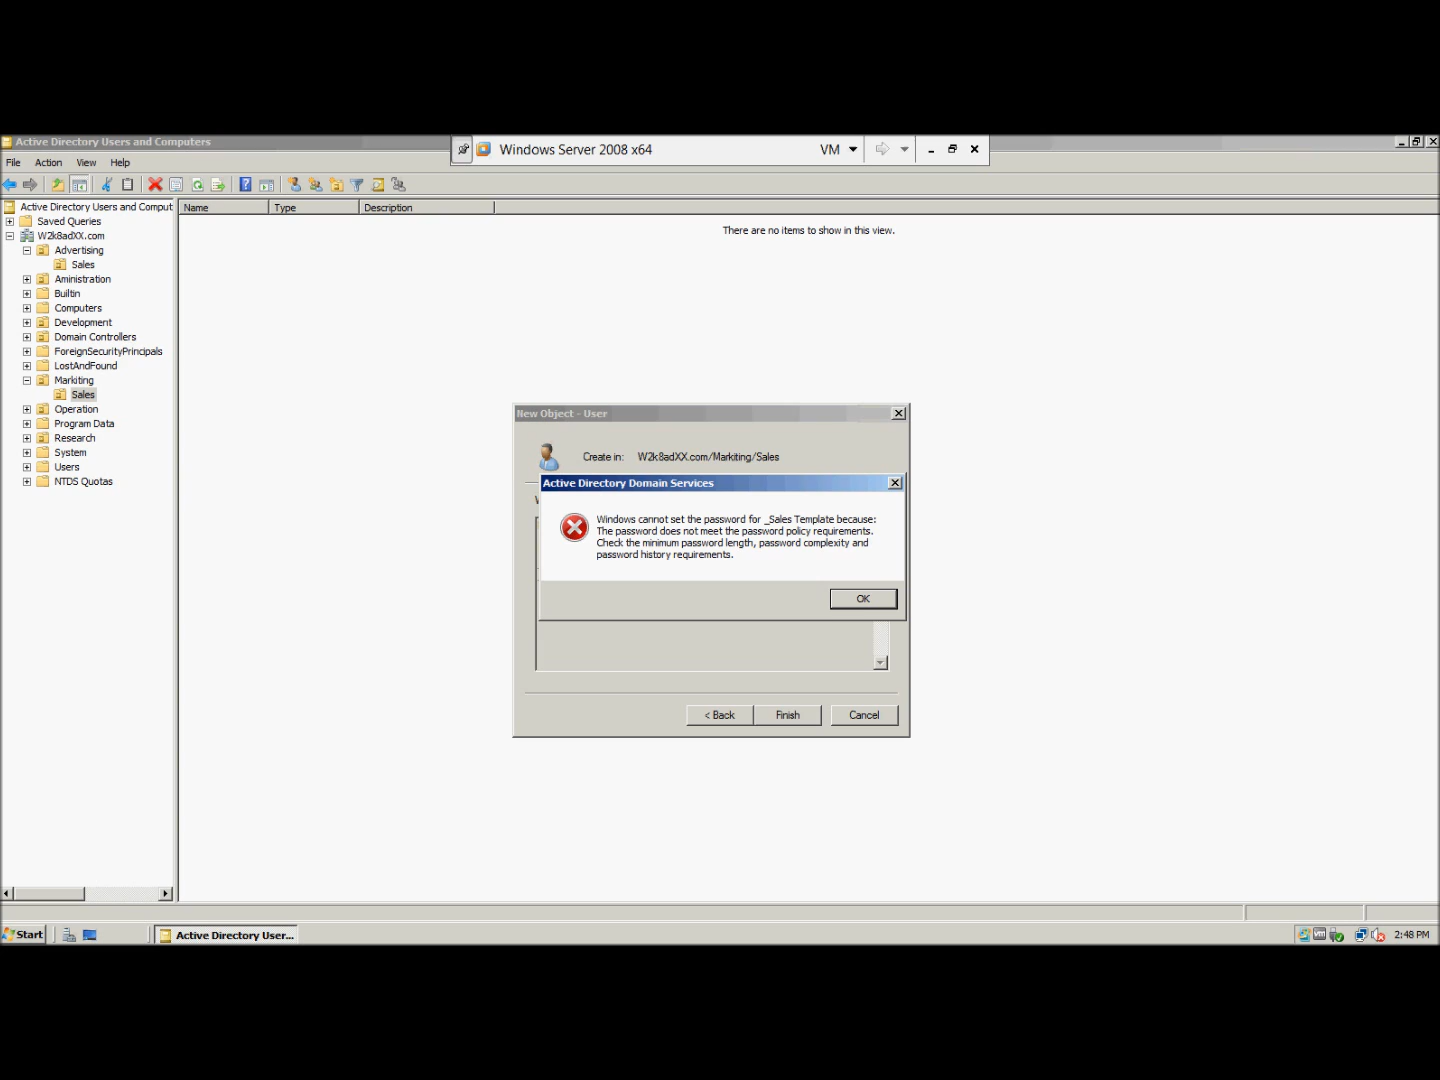 Active Directory Users and Computers
Windows Server 2008 x64
VM
File Action View Help
Active Directory Users and Comput
Saved Queries
W2k8adXX.com
Advertising
Sales
Aministration
Builtin
Computers
Development
Domain Controllers
ForeignSecurityPrincipals
LostAndFound
Markiting
Sales
Operation
Program Data
Research
System
Users
NTDS Quotas
Name Type Description
There are no items to show in this view.
New Object - User
Create in: W2k8adXX.com/Markiting/Sales
Active Directory Domain Services
Windows cannot set the password for _Sales Template because:
The password does not meet the password policy requirements.
Check the minimum password length, password complexity and
password history requirements.
OK
< Back Finish Cancel
Start
Active Directory User...
2:48 PM